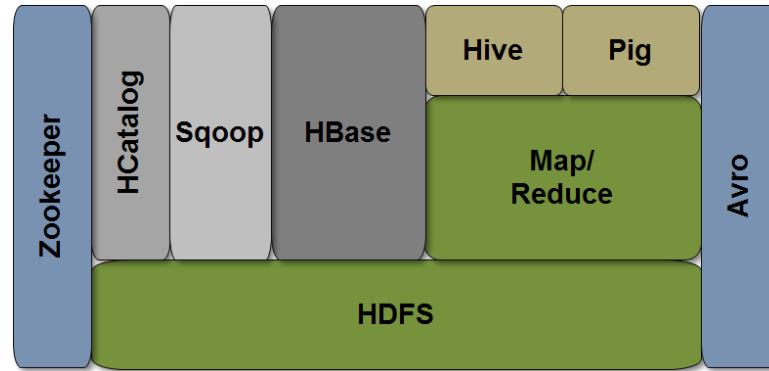 Zookeeper
HCatalog
Sqoop
HBase
Hive
Pig
Map/
Reduce
Avro
HDFS